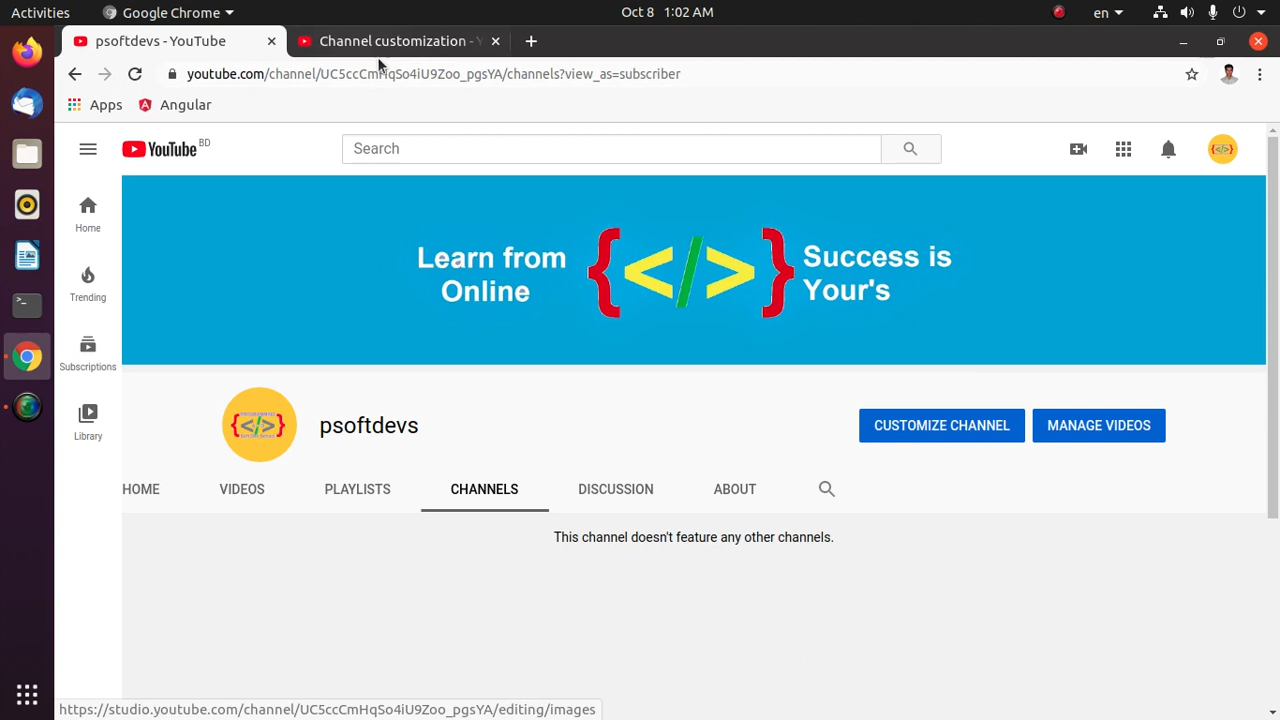 Activities
Google Chrome
Oct 8 1:02 AM
en
psoftdevs - YouTube
Channel customization - Y
youtube.com/channel/UC5ccCmHqSo4iU9Zoo_pgsYA/channels?view_as=subscriber
Apps
Angular
YouTube BD
Search
Home
Trending
Subscriptions
Library
Learn from
Online
{</>}
Success is
Your's
psoftdevs
CUSTOMIZE CHANNEL
MANAGE VIDEOS
HOME
VIDEOS
PLAYLISTS
CHANNELS
DISCUSSION
ABOUT
This channel doesn't feature any other channels.
https://studio.youtube.com/channel/UC5ccCmHqSo4iU9Zoo_pgsYA/editing/images